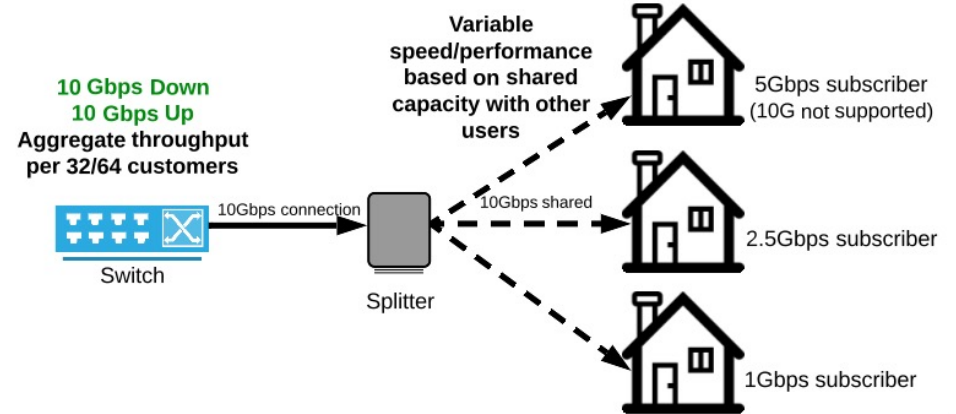 10 Gbps Down
10 Gbps Up
Aggregate throughput
per 32/64 customers
10Gbps connection
Switch
Splitter
Variable
speed/performance
based on shared
capacity with other
users
10Gbps shared
5Gbps subscriber
(10G not supported)
2.5Gbps subscriber
1Gbps subscriber